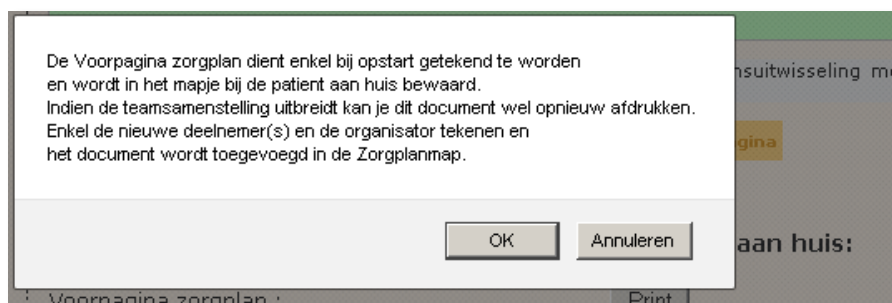 De Voorpagina zorgplan dient enkel bij opstart getekend te worden
en wordt in het mapje bij de patient aan huis bewaard.
Indien de teamsamenstelling uitbreidt kan je dit document wel opnieuw afdrukken.
Enkel de nieuwe deelnemer(s) en de organisator tekenen en
het document wordt toegevoegd in de Zorgplanmap.
OK Annuleren
aan huis:
Voorpagina zorgplan : Print